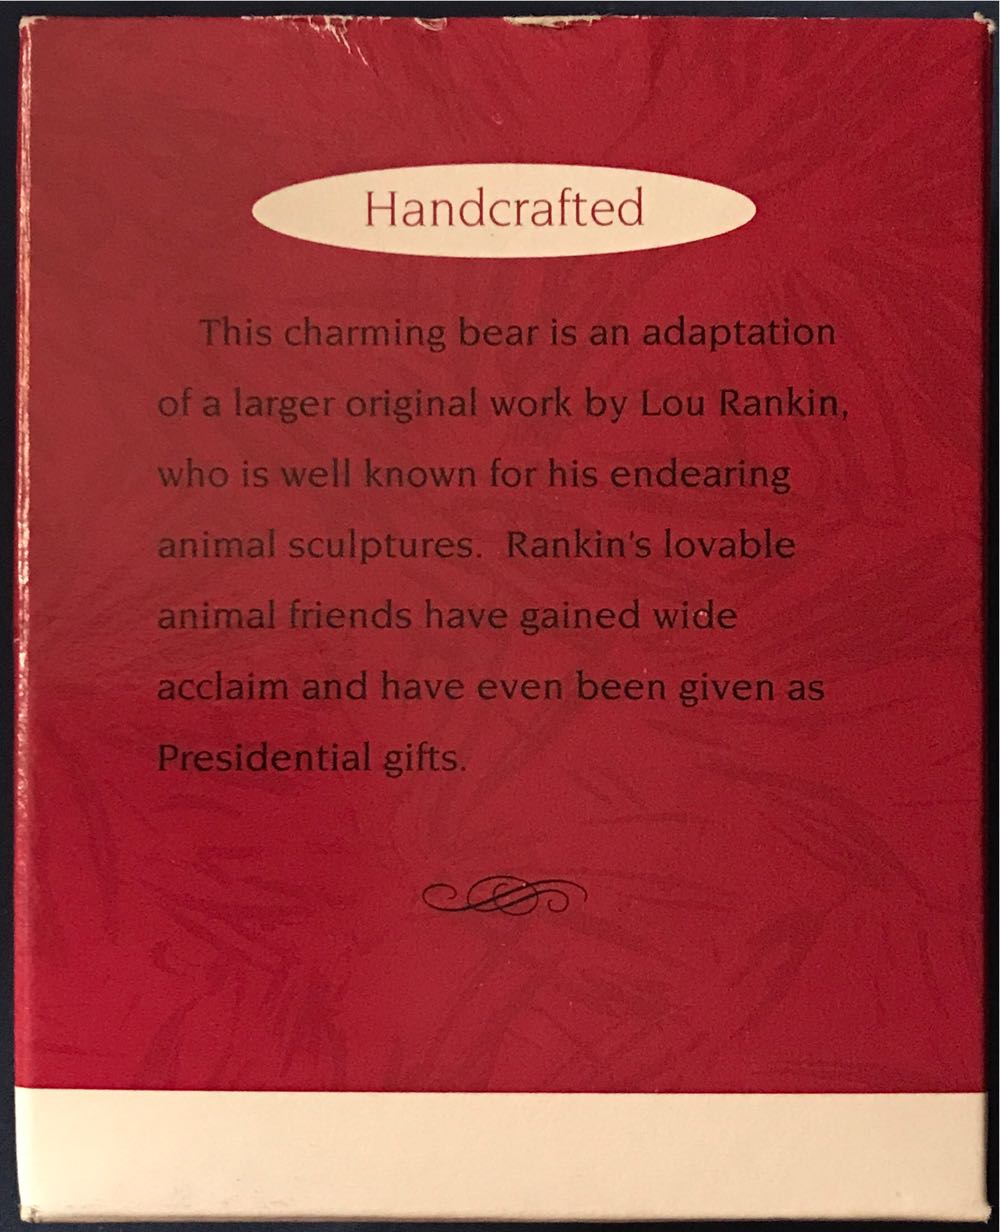 Handcrafted
This charming bear is an adaptation
of a larger original work by Lou Rankin,
who is well known for his endearing
animal sculptures. Rankin's lovable
animal friends have gained wide
acclaim and have even been given as
Presidential gifts.